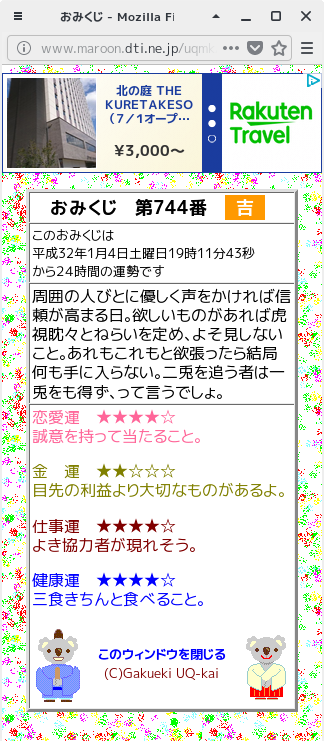 おみくじ - Mozilla Fi
www.maroon.dti.ne.jp/uqmk
北の庭 THE
KURETAKESO
（7／1オープ…
¥3,000〜
Rakuten
Travel
おみくじ 第744番 吉
このおみくじは
平成32年1月4日土曜日19時11分43秒
から24時間の運勢です
周囲の人びとに優しく声をかければ信
頼が高まる日。欲しいものがあれば虎
視眈々とねらいを定め、よそ見しない
こと。あれもこれもと欲張ったら結局
何も手に入らない。二兎を追う者は一
兎をも得ず、って言うでしょ。
恋愛運 ★★★★☆
誠意を持って当たること。
金 運 ★★☆☆☆
目先の利益より大切なものがあるよ。
仕事運 ★★★★☆
よき協力者が現れそう。
健康運 ★★★★☆
三食きちんと食べること。
このウィンドウを閉じる
(C)Gakueki UQ-kai